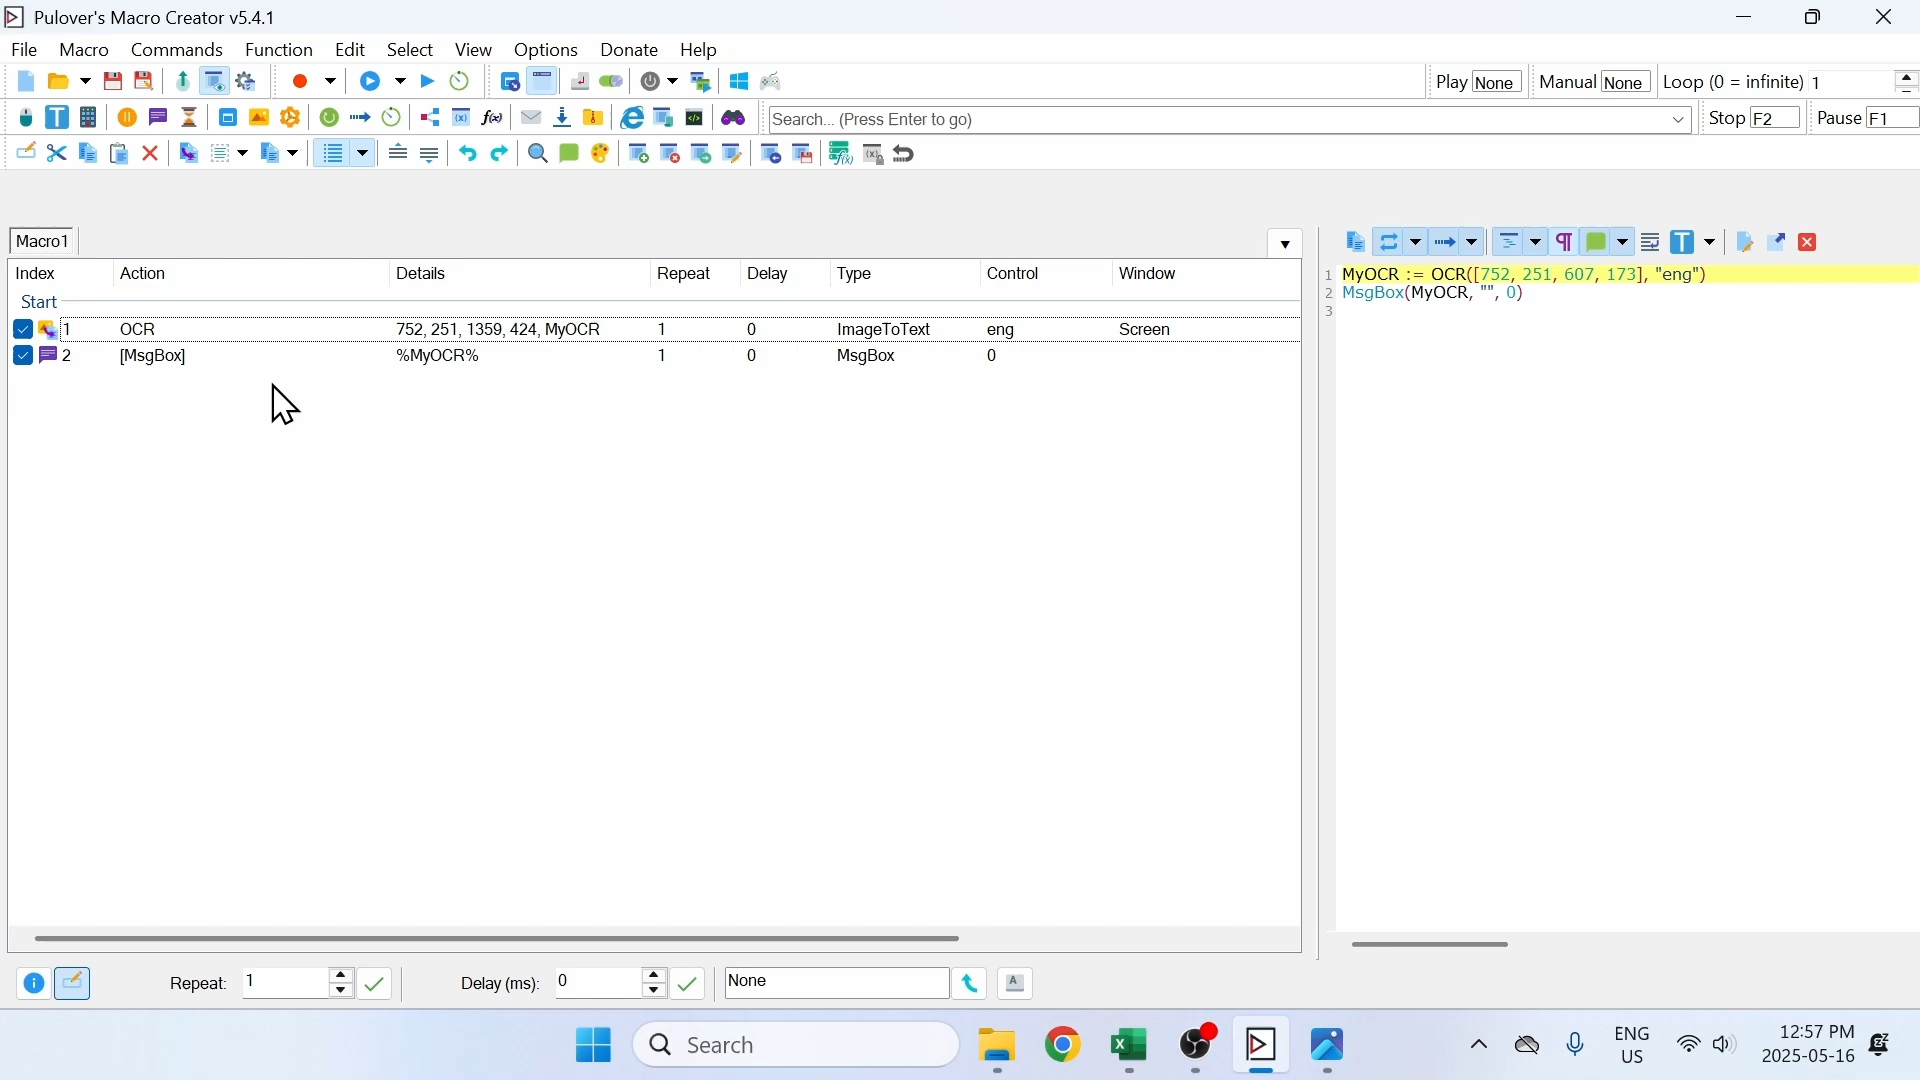 Pulover's Macro Creator v5.4.1
File Macro Commands Function Edit Select View Options Donate Help
Play None Manual None Loop (0 = infinite) 1
Search... (Press Enter to go) Stop F2 Pause F1
Macro1
Index Action Details Repeat Delay Type Control Window
Start
1 OCR 752, 251, 1359, 424, MyOCR 1 0 ImageToText eng Screen
2 [MsgBox] %MyOCR% 1 0 MsgBox 0
1 MyOCR := OCR([752, 251, 607, 173], "eng")
2 MsgBox(MyOCR, "", 0)
3
Repeat: 1 Delay (ms): 0 None
Search
ENG
US
12:57 PM
2025-05-16